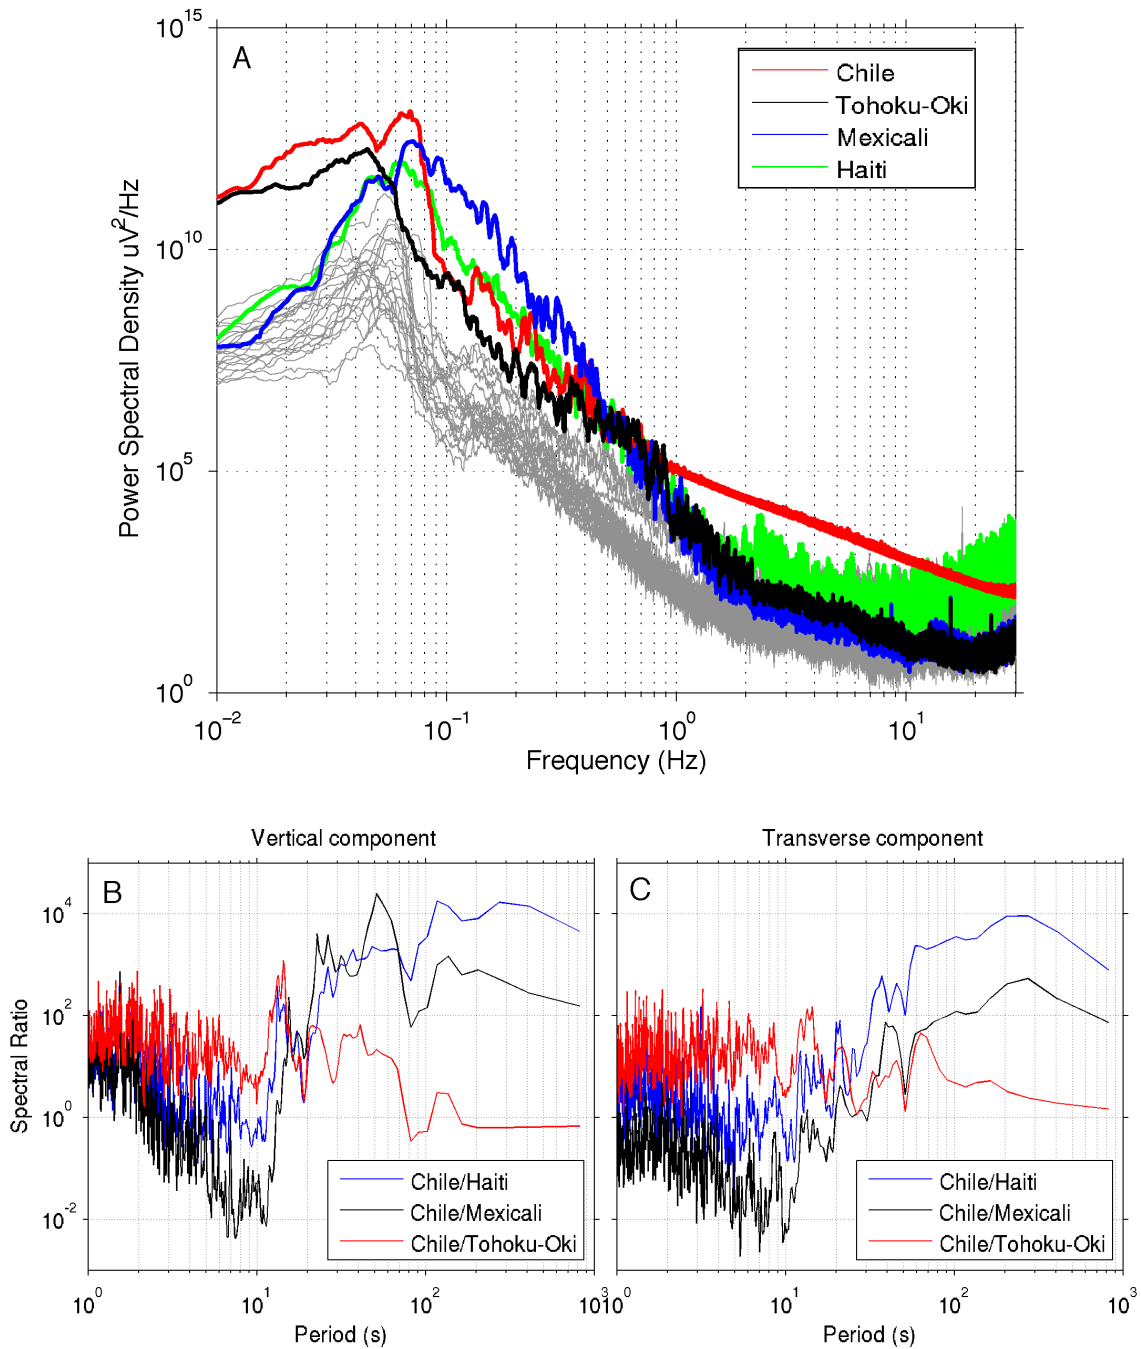 A
10^15
10^10
10^5
10^0
Power Spectral Density uV^2/Hz
Chile
Tohoku-Oki
Mexicali
Haiti
10^-2
10^-1
10^0
10^1
Frequency (Hz)
Vertical component
B
10^4
10^2
10^0
10^-2
Spectral Ratio
Chile/Haiti
Chile/Mexicali
Chile/Tohoku-Oki
10^0
10^1
10^2
10^3
Period (s)
Transverse component
C
Chile/Haiti
Chile/Mexicali
Chile/Tohoku-Oki
10^0
10^1
10^2
10^3
Period (s)